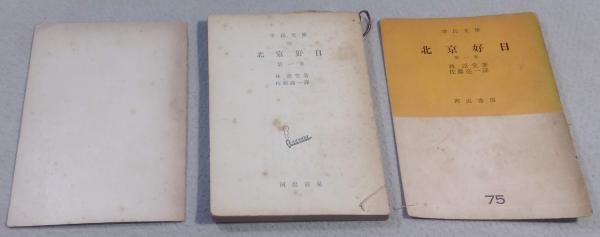 市民文庫
北京好日
第一巻
林語堂著
佐藤亮一譯
河出書房
市民文庫
北京好日
第一巻
林語堂著
佐藤亮一譯
河出書房
75